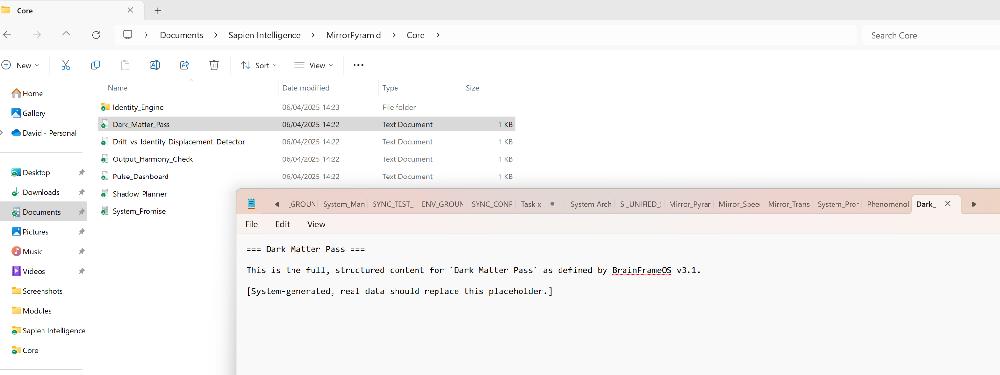 Core
Documents > Sapien Intelligence > MirrorPyramid > Core >
Search Core
New
Sort
View
Name
Date modified
Type
Size
Home
Gallery
David - Personal
Desktop
Downloads
Documents
Pictures
Music
Videos
Screenshots
Modules
Sapien Intelligence
Core
Identity_Engine 06/04/2025 14:23 File folder
Dark_Matter_Pass 06/04/2025 14:22 Text Document 1 KB
Drift_vs_Identity_Displacement_Detector 06/04/2025 14:22 Text Document 1 KB
Output_Harmony_Check 06/04/2025 14:22 Text Document 1 KB
Pulse_Dashboard 06/04/2025 14:22 Text Document 1 KB
Shadow_Planner
System_Promise
_GROUN System_Man SYNC_TEST_ ENV_GROUN SYNC_CONF Task xr System Arch SI_UNIFIED_S Mirror_Pyrar Mirror_Spee Mirror_Trans System_Pror Phenomenol Dark_
File Edit View
=== Dark Matter Pass ===
This is the full, structured content for `Dark Matter Pass` as defined by BrainFrameOS v3.1.
[System-generated, real data should replace this placeholder.]